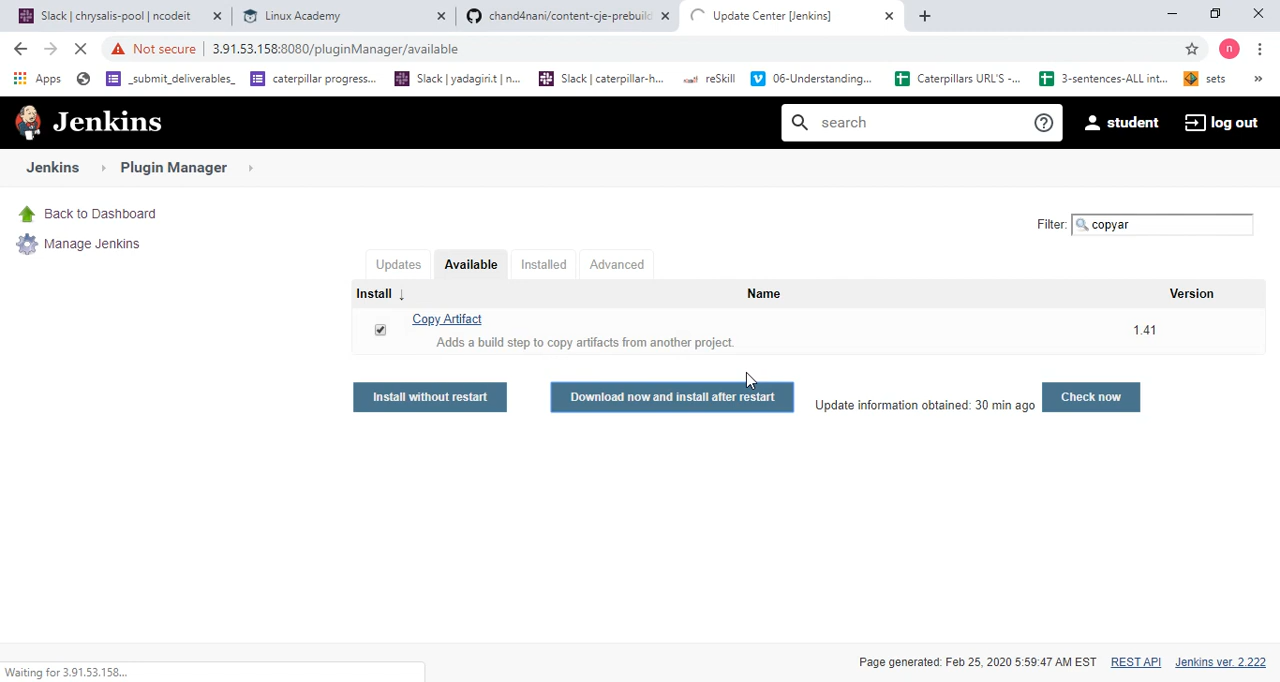 Slack | chrysalis-pool | ncodeit
Linux Academy
chand4nani/content-cje-prebuild
Update Center [Jenkins]
Not secure
3.91.53.158:8080/pluginManager/available
n
Apps
_submit_deliverables_
caterpillar progress...
Slack | yadagiri.t | n...
Slack | caterpillar-h...
reSkill
06-Understanding...
Caterpillars URL'S -...
3-sentences-ALL int...
sets
»
Jenkins
search
student
log out
Jenkins
Plugin Manager
Back to Dashboard
Manage Jenkins
Filter: copyar
Updates
Available
Installed
Advanced
Install ↓
Name
Version
Copy Artifact
Adds a build step to copy artifacts from another project.
1.41
Install without restart
Download now and install after restart
Update information obtained: 30 min ago
Check now
Page generated: Feb 25, 2020 5:59:47 AM EST
REST API
Jenkins ver. 2.222
Waiting for 3.91.53.158...